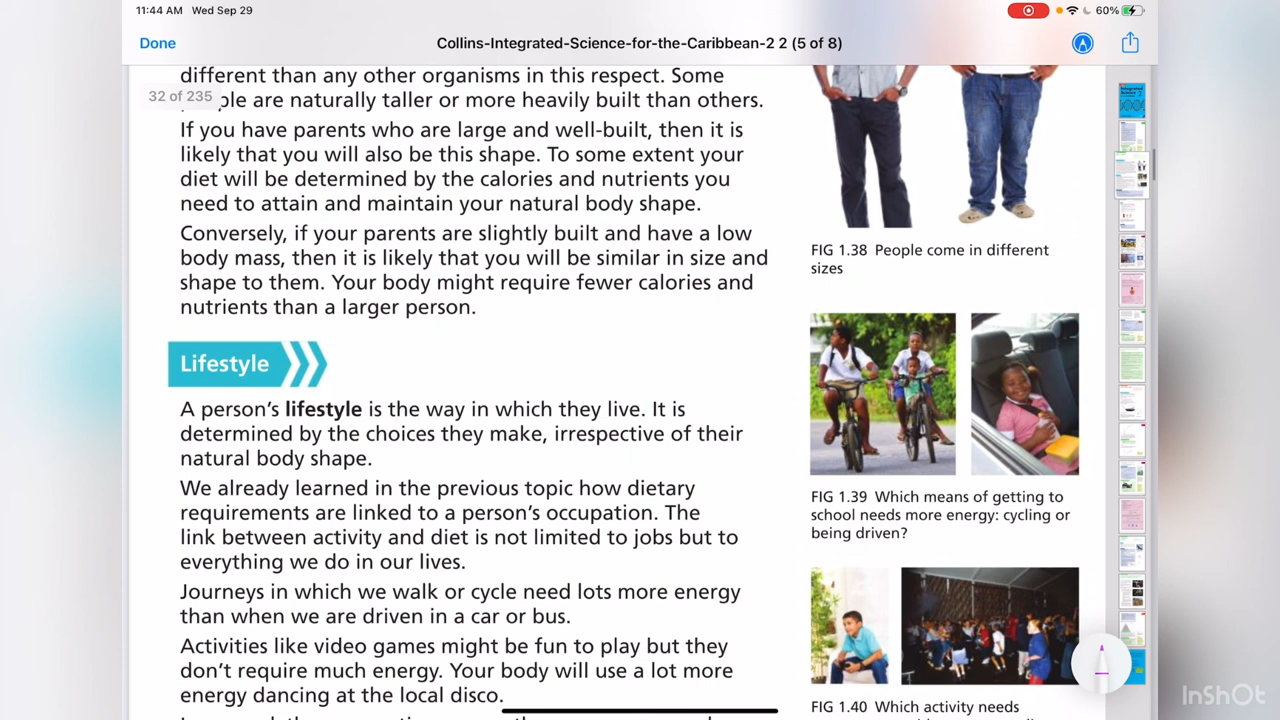 11:44 AM Wed Sep 29
60%
Done
Collins-Integrated-Science-for-the-Caribbean-2 2 (5 of 8)
32 of 235
different than any other organisms in this respect. Some
are naturally taller or more heavily built than others.
If you have parents who are large and well-built, then it is
likely that you will also be this shape. To some extent your
diet will be determined by the calories and nutrients you
need to attain and maintain your natural body shape.
Conversely, if your parents are slightly built and have a low
body mass, then it is likely that you will be similar in size and
shape to them. Your body might require fewer calories and
nutrients than a larger person.
Lifestyle
A person's lifestyle is the way in which they live. It is
determined by the choices they make, irrespective of their
natural body shape.
We already learned in the previous topic how dietary
requirements are linked to a person's occupation. The
link between activity and diet is not limited to jobs but to
everything we do in our lives.
Journeys in which we walk or cycle need lots more energy
than when we are driven in a car or bus.
Activities like video games might be fun to play but they
don't require much energy. Your body will use a lot more
energy dancing at the local disco.
FIG 1.38 People come in different
sizes
FIG 1.39 Which means of getting to
school needs more energy: cycling or
being driven?
FIG 1.40 Which activity needs
InShOt